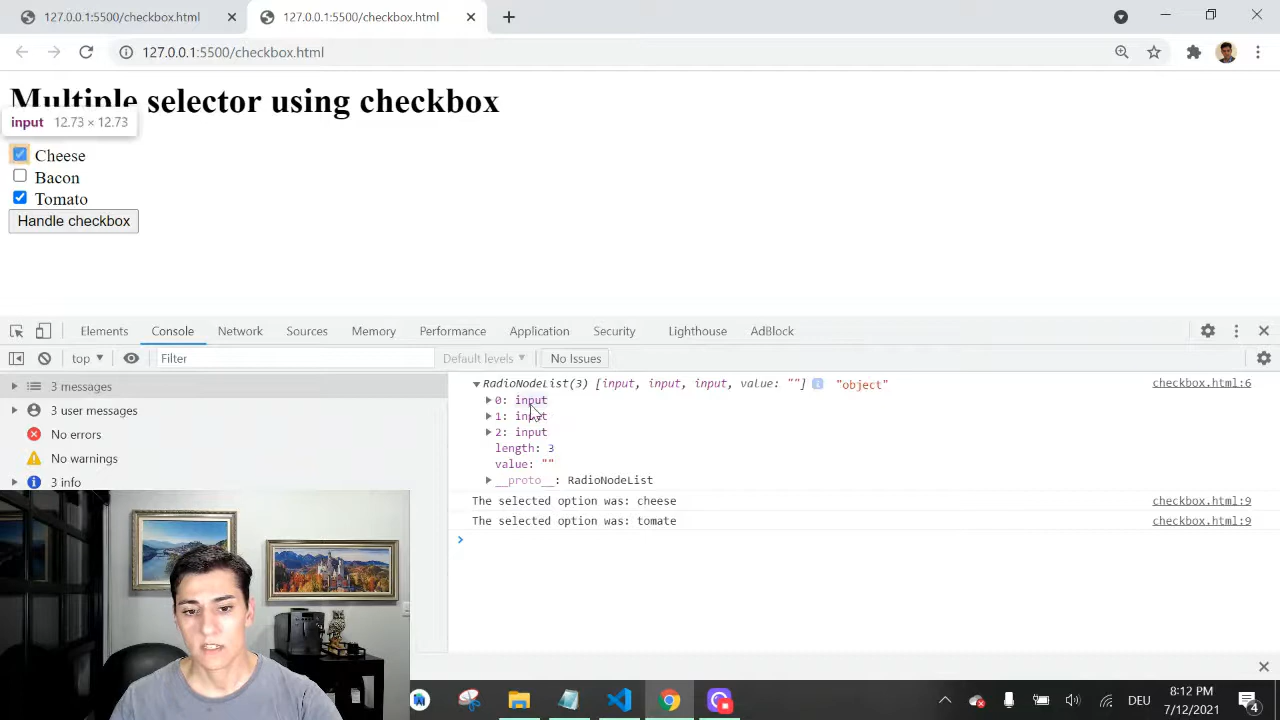 127.0.0.1:5500/checkbox.html
127.0.0.1:5500/checkbox.html
127.0.0.1:5500/checkbox.html
Multiple selector using checkbox
input 12.73 × 12.73
Cheese
Bacon
Tomato
Handle checkbox
Elements Console Network Sources Memory Performance Application Security Lighthouse AdBlock
top Filter Default levels No Issues
3 messages
3 user messages
No errors
No warnings
3 info
RadioNodeList(3) [input, input, input, value: ""] i "object" checkbox.html:6
0: input
1: input
2: input
length: 3
value: ""
__proto__: RadioNodeList
The selected option was: cheese checkbox.html:9
The selected option was: tomate checkbox.html:9
DEU
8:12 PM
7/12/2021
4